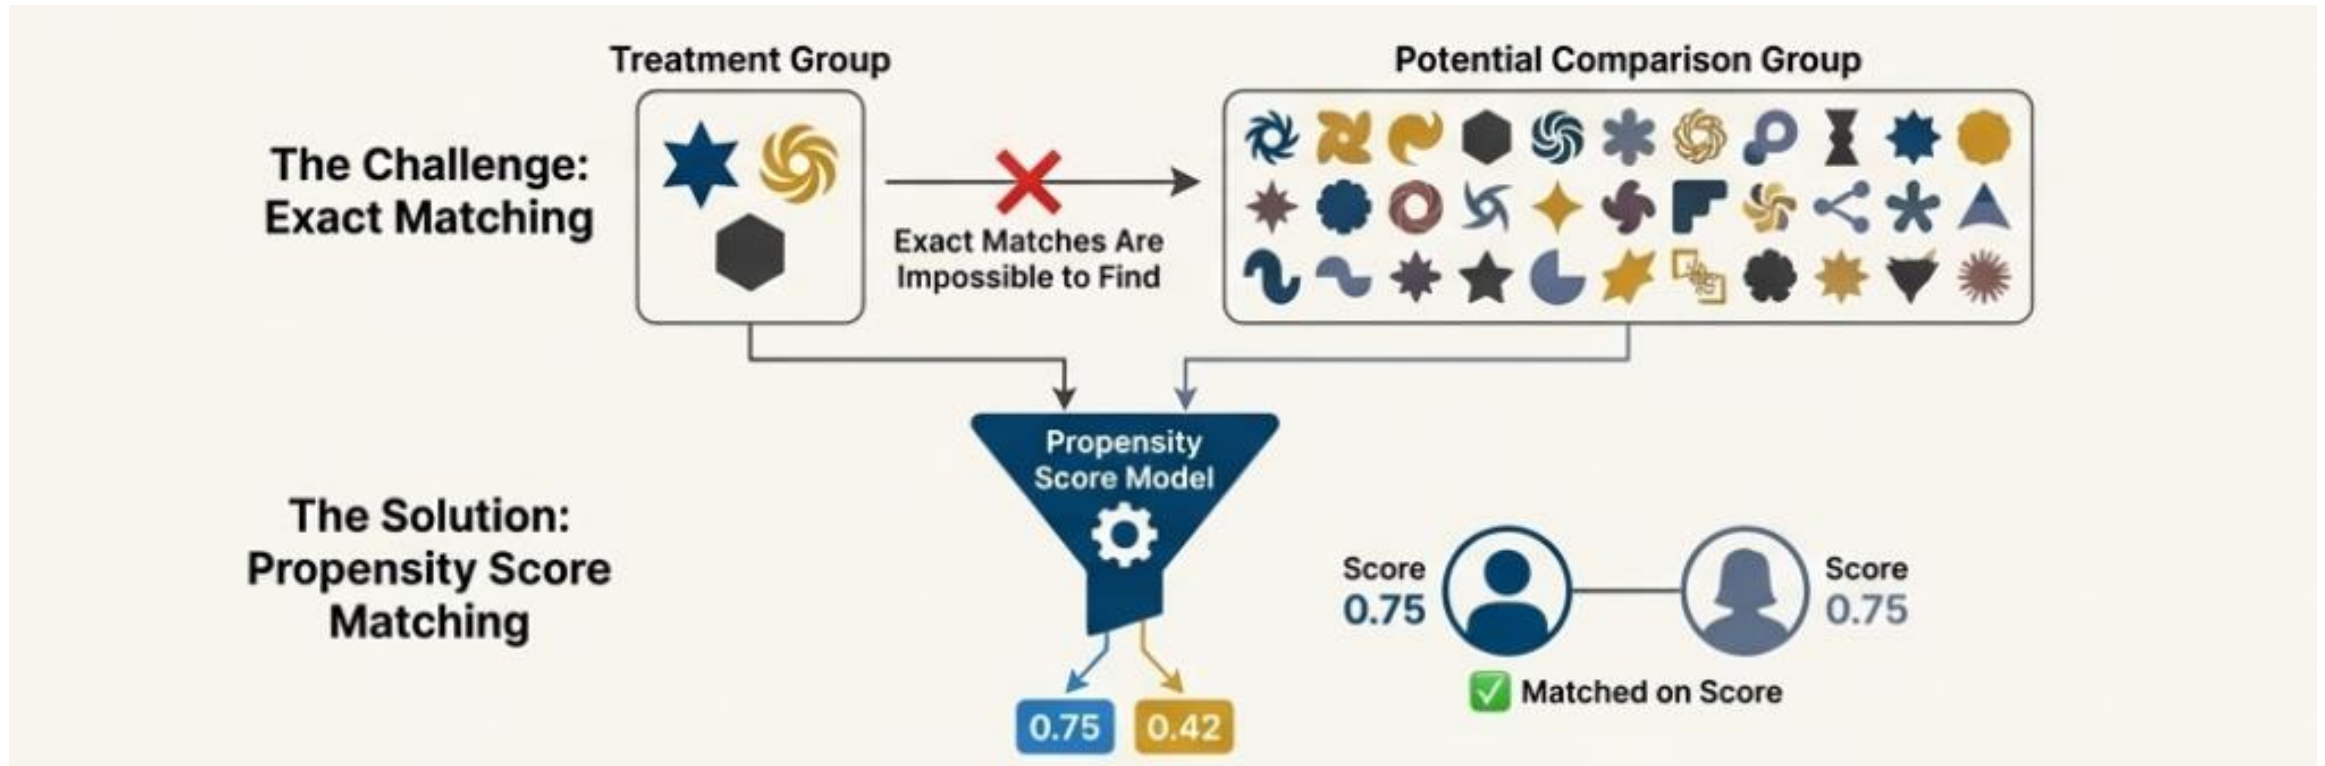 Treatment Group
Potential Comparison Group
The Challenge:
Exact Matching
Exact Matches Are
Impossible to Find
Propensity
Score Model
The Solution:
Propensity Score
Matching
0.75
0.42
Score
0.75
Score
0.75
Matched on Score